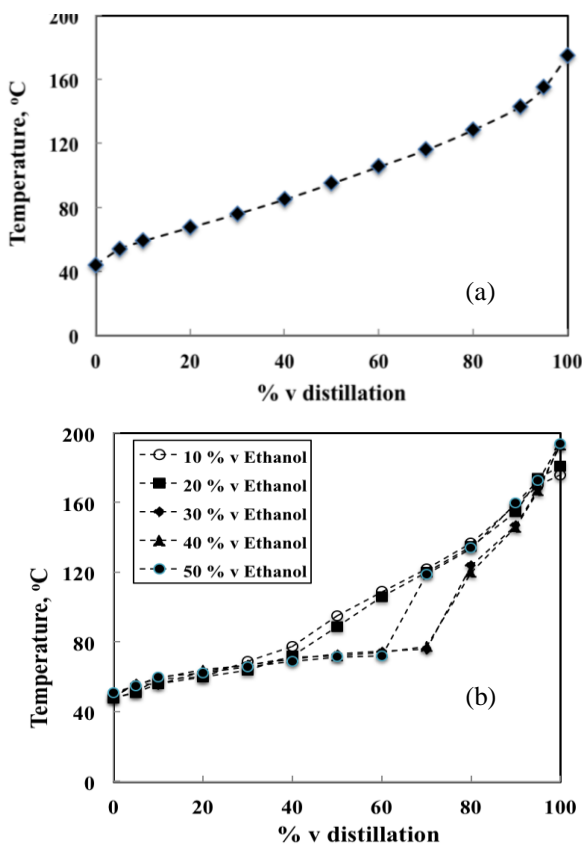 200
160
120
80
40
0
Temperature, °C
(a)
0 20 40 60 80 100
% v distillation
200
160
120
80
40
0
Temperature, °C
10 % v Ethanol
20 % v Ethanol
30 % v Ethanol
40 % v Ethanol
50 % v Ethanol
(b)
0 20 40 60 80 100
% v distillation